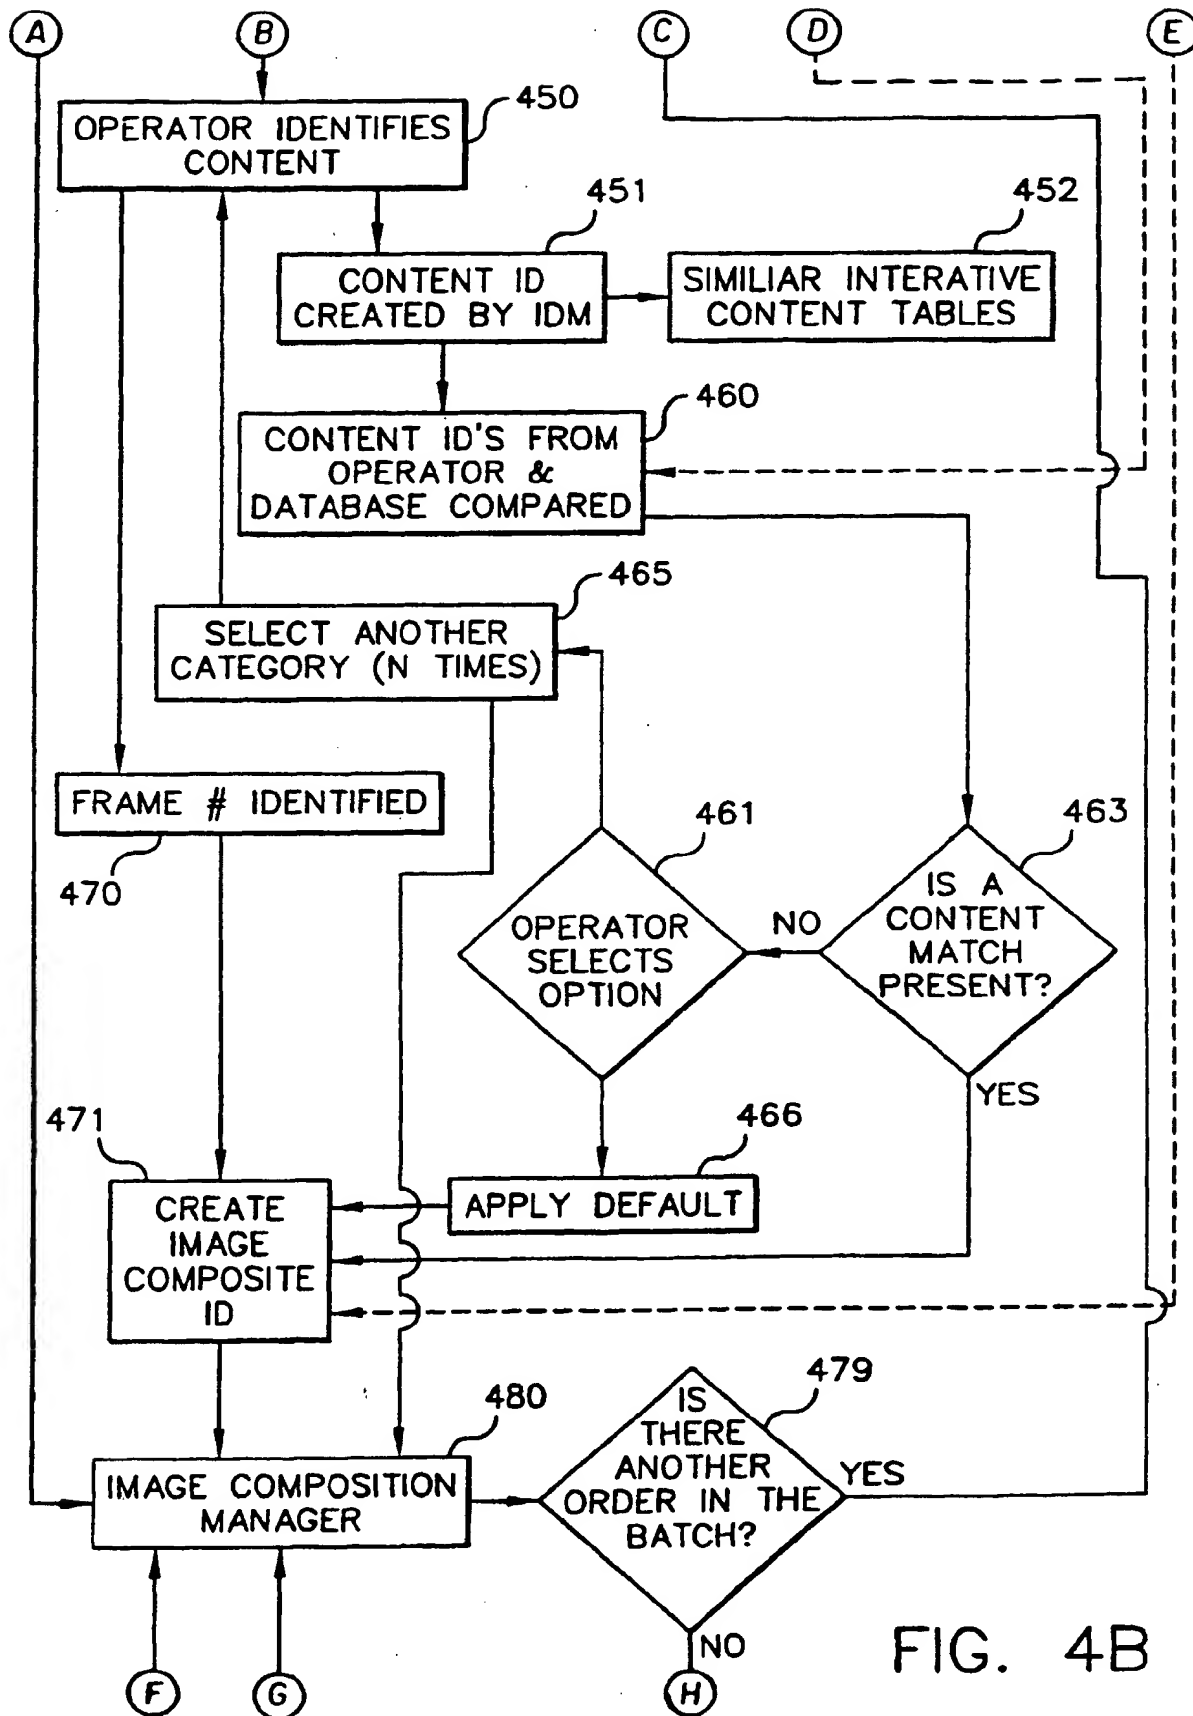 A
B
C
D
E
450
OPERATOR IDENTIFIES
CONTENT
451
452
CONTENT ID
CREATED BY IDM
SIMILIAR INTERATIVE
CONTENT TABLES
460
CONTENT ID'S FROM
OPERATOR &
DATABASE COMPARED
465
SELECT ANOTHER
CATEGORY (N TIMES)
FRAME # IDENTIFIED
470
461
463
OPERATOR
SELECTS
OPTION
NO
IS A
CONTENT
MATCH
PRESENT?
YES
471
466
CREATE
IMAGE
COMPOSITE
ID
APPLY DEFAULT
480
479
IMAGE COMPOSITION
MANAGER
IS
THERE
ANOTHER
ORDER IN THE
BATCH?
YES
NO
F
G
H
FIG. 4B